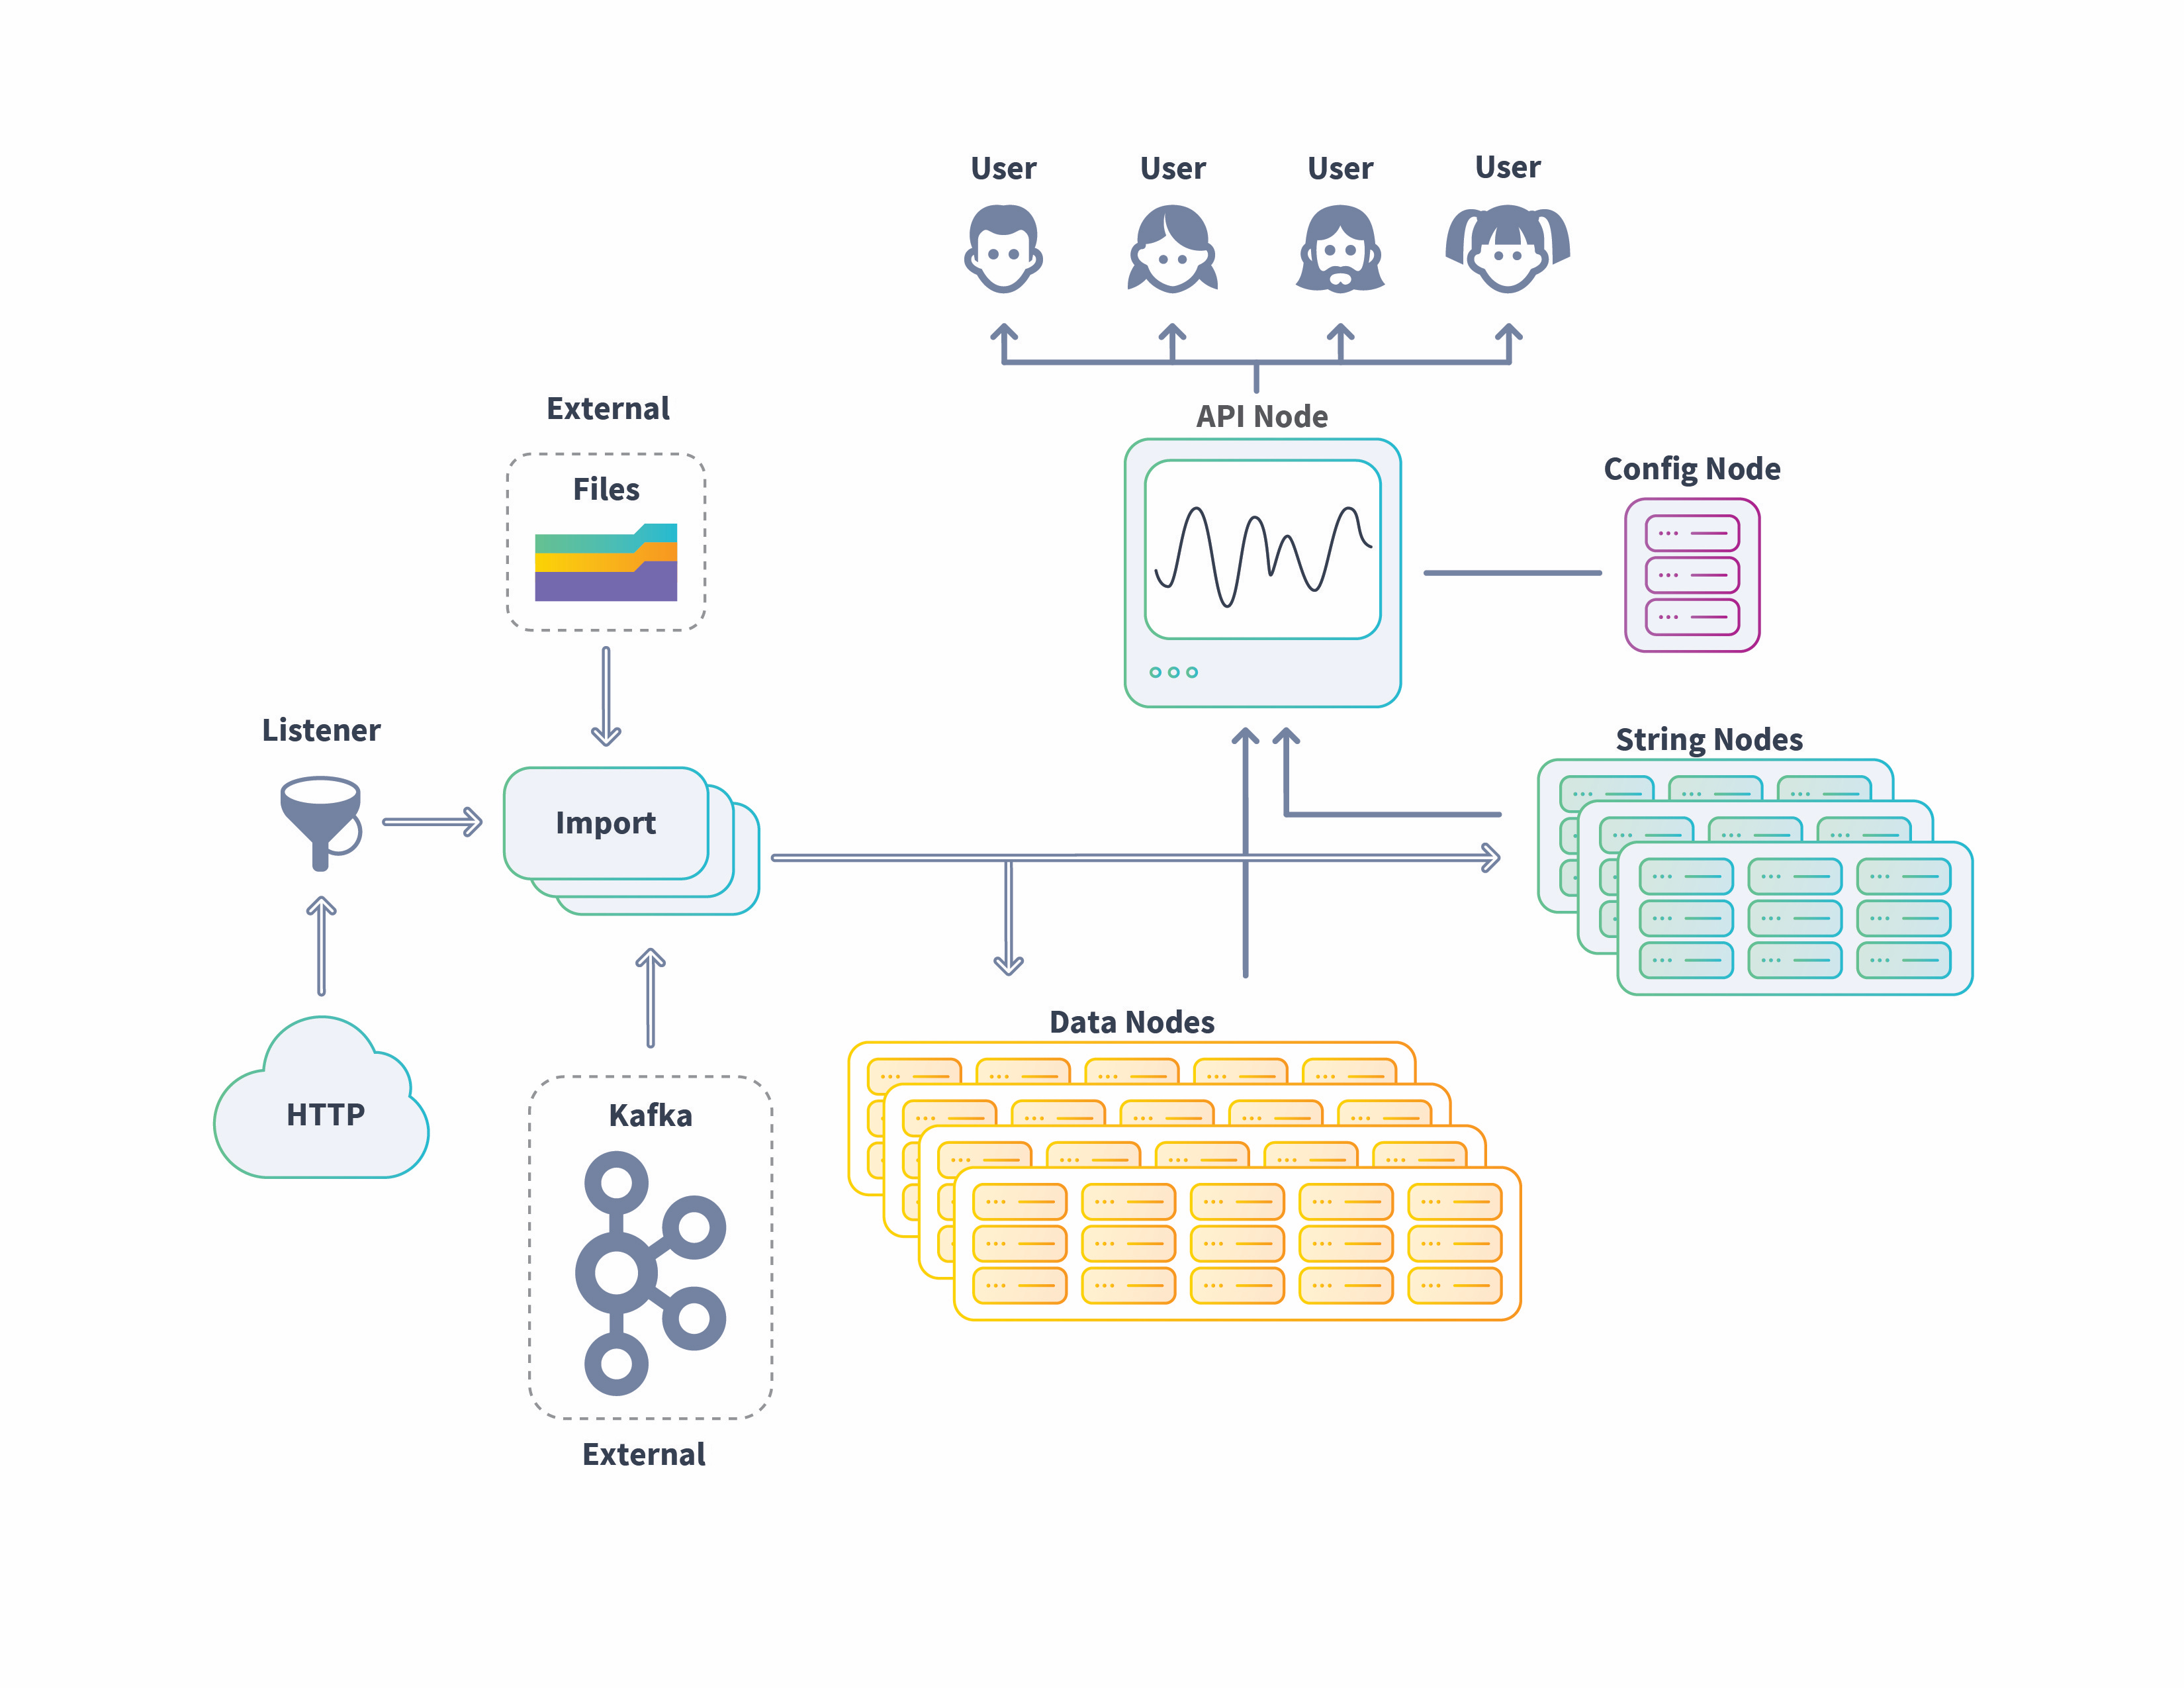 User
User
User
User
API Node
External
Files
Config Node
Listener
Import
String Nodes
Data Nodes
HTTP
Kafka
External